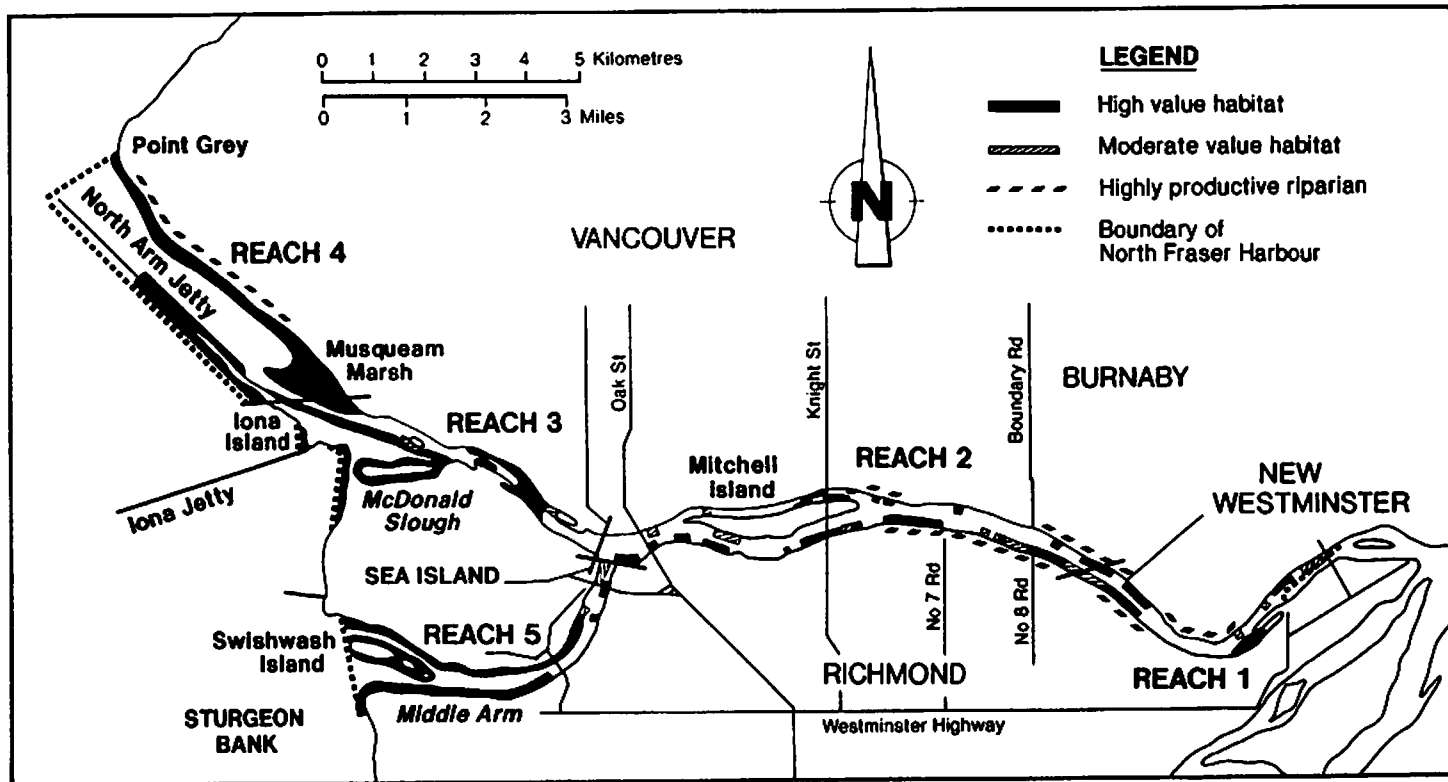 0 1 2 3 4 5 Kilometres
0 1 2 3 Miles
LEGEND
High value habitat
Moderate value habitat
Highly productive riparian
Boundary of
North Fraser Harbour
N
Point Grey
North Arm Jetty
REACH 4
VANCOUVER
Musqueam
Marsh
Iona
Island
Iona Jetty
REACH 3
McDonald
Slough
Oak St
Knight St
Boundary Rd
BURNABY
Mitchell
Island
REACH 2
NEW
WESTMINSTER
SEA ISLAND
No 7 Rd
No 8 Rd
REACH 5
Swishwash
Island
RICHMOND
REACH 1
Middle Arm
STURGEON
BANK
Westminster Highway